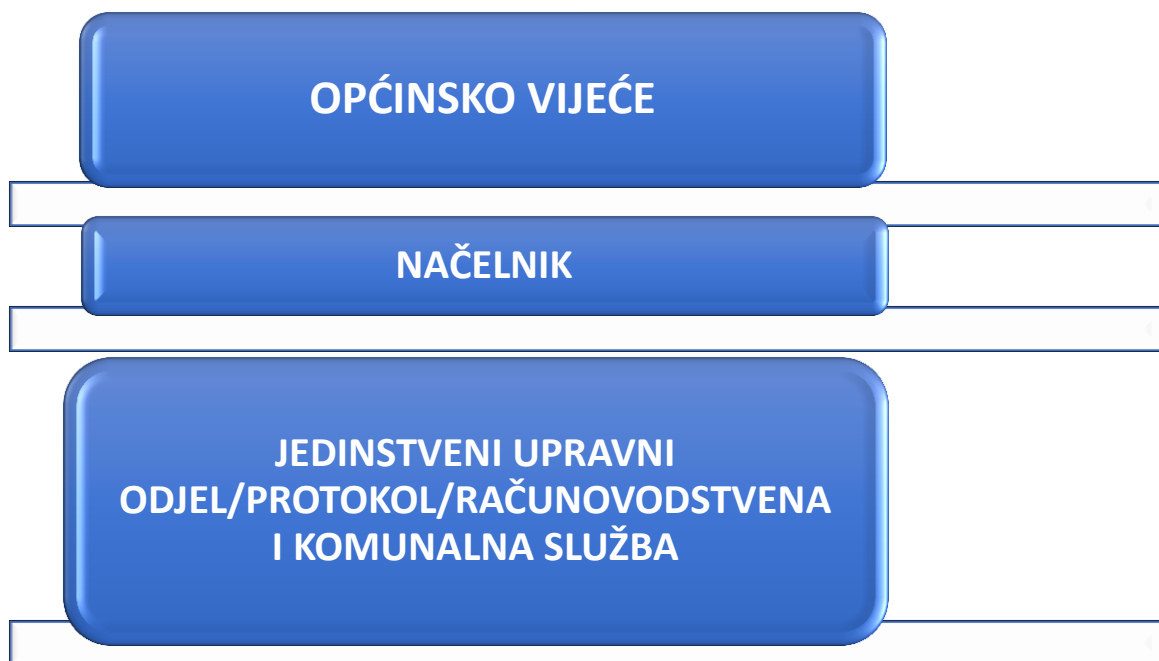 OPĆINSKO VIJEĆE
NAČELNIK
JEDINSTVENI UPRAVNI
ODJEL/PROTOKOL/RAČUNOVODSTVENA
I KOMUNALNA SLUŽBA